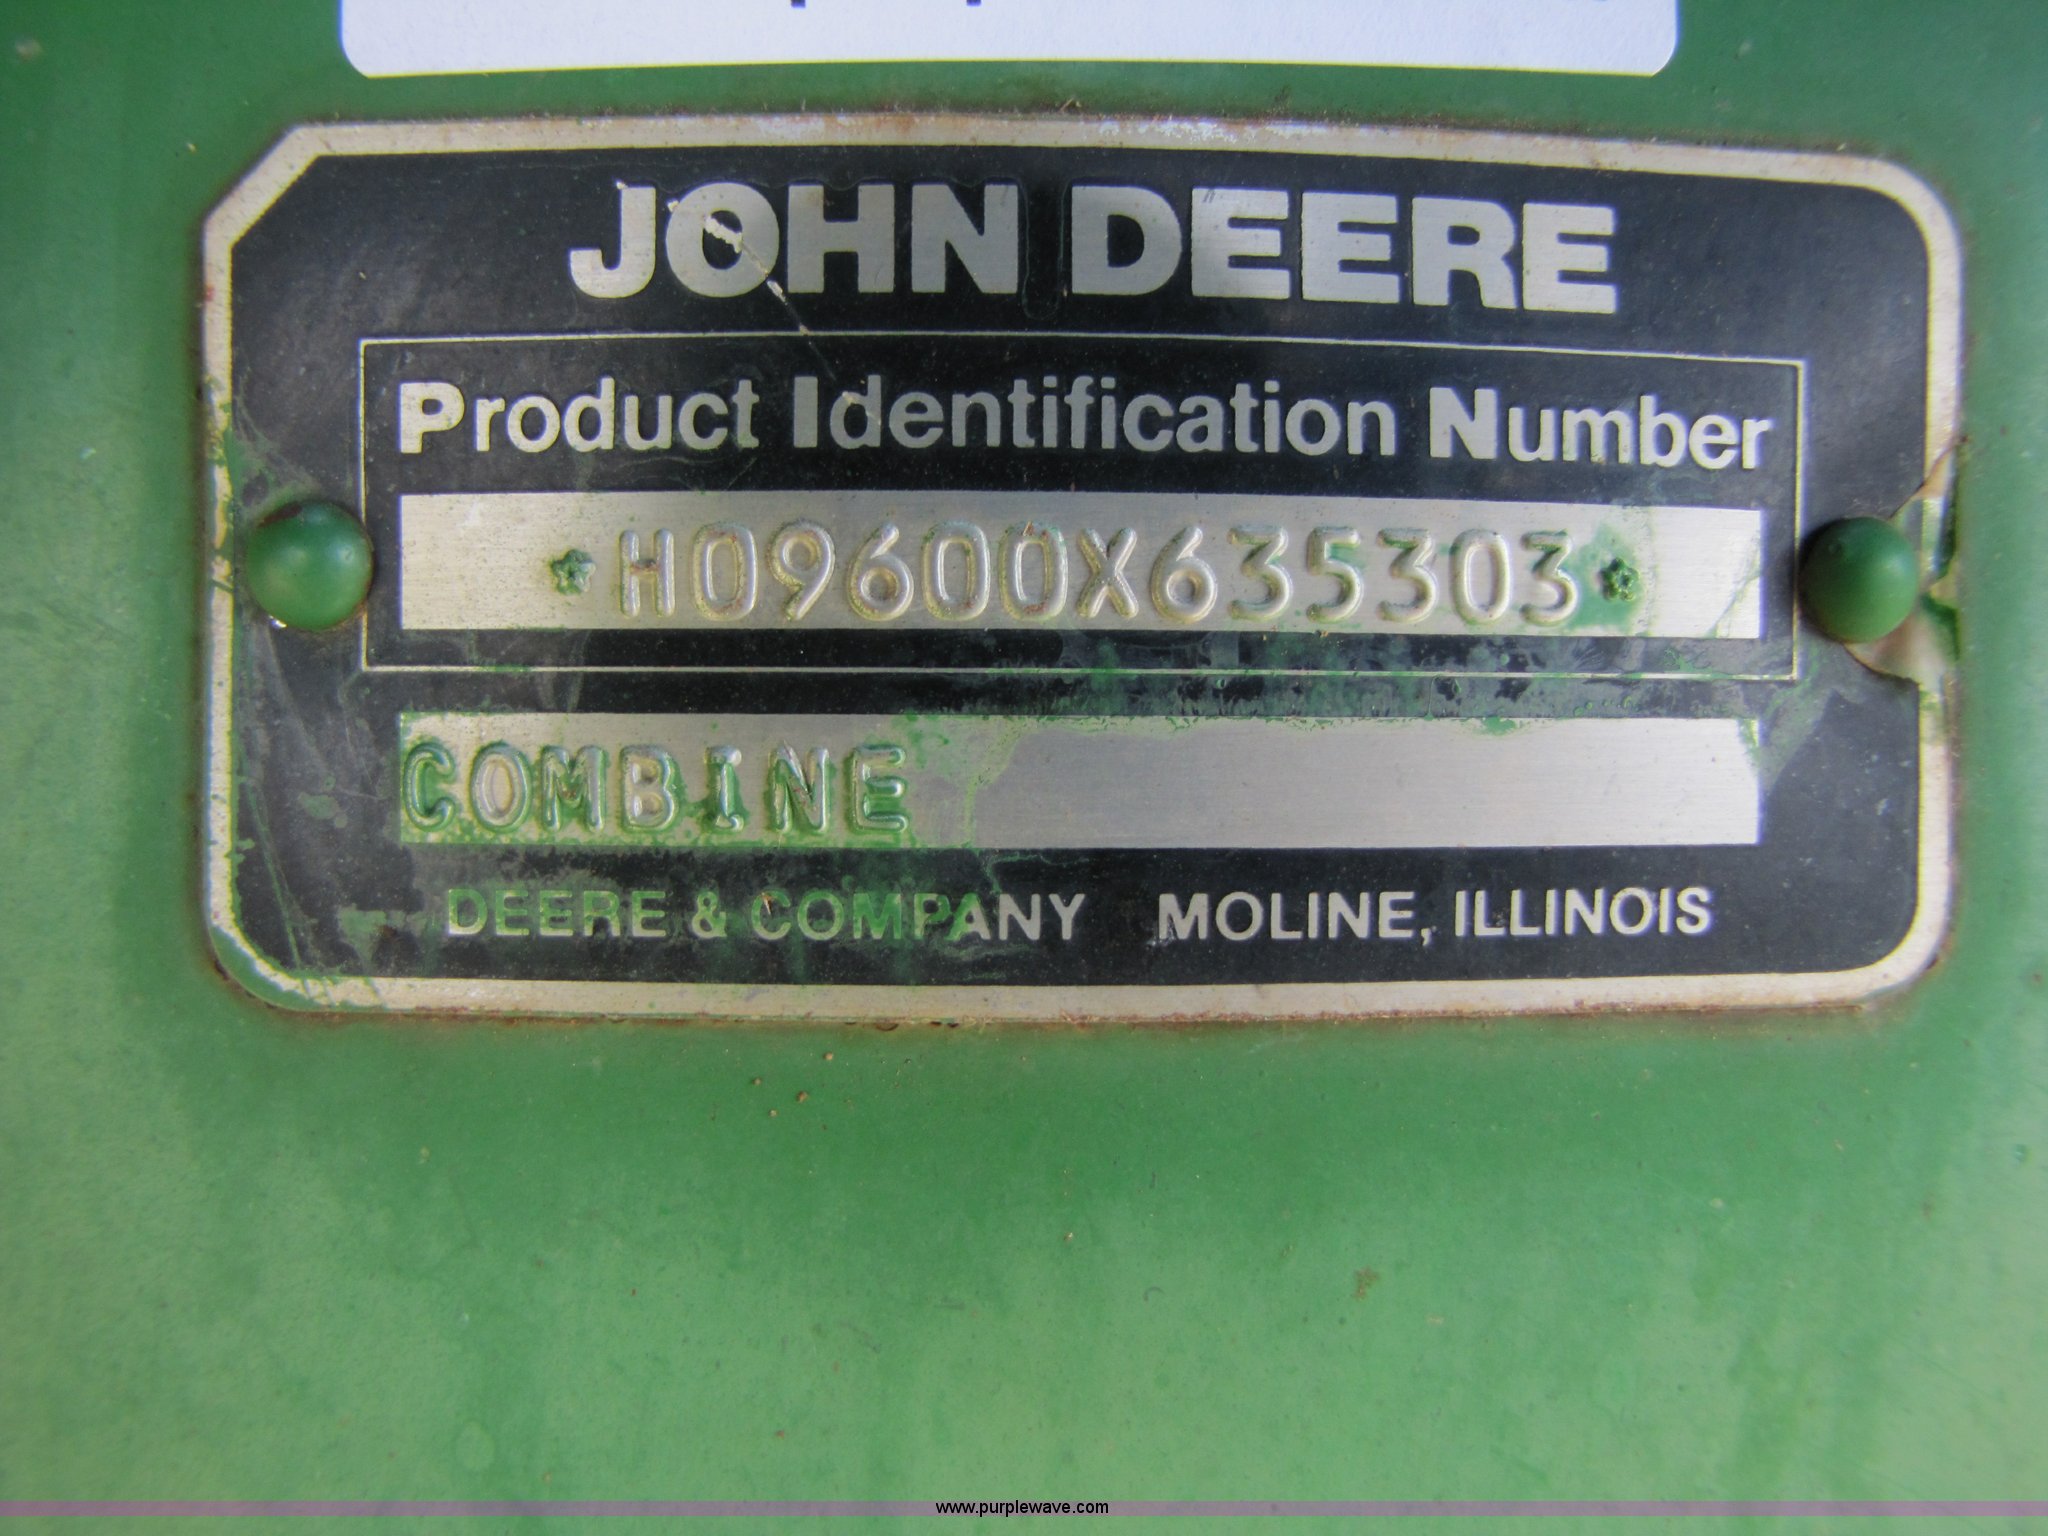 JOHN DEERE
Product Identification Number
*H09600X635303*
COMBINE
DEERE & COMPANY MOLINE, ILLINOIS
www.purplewave.com